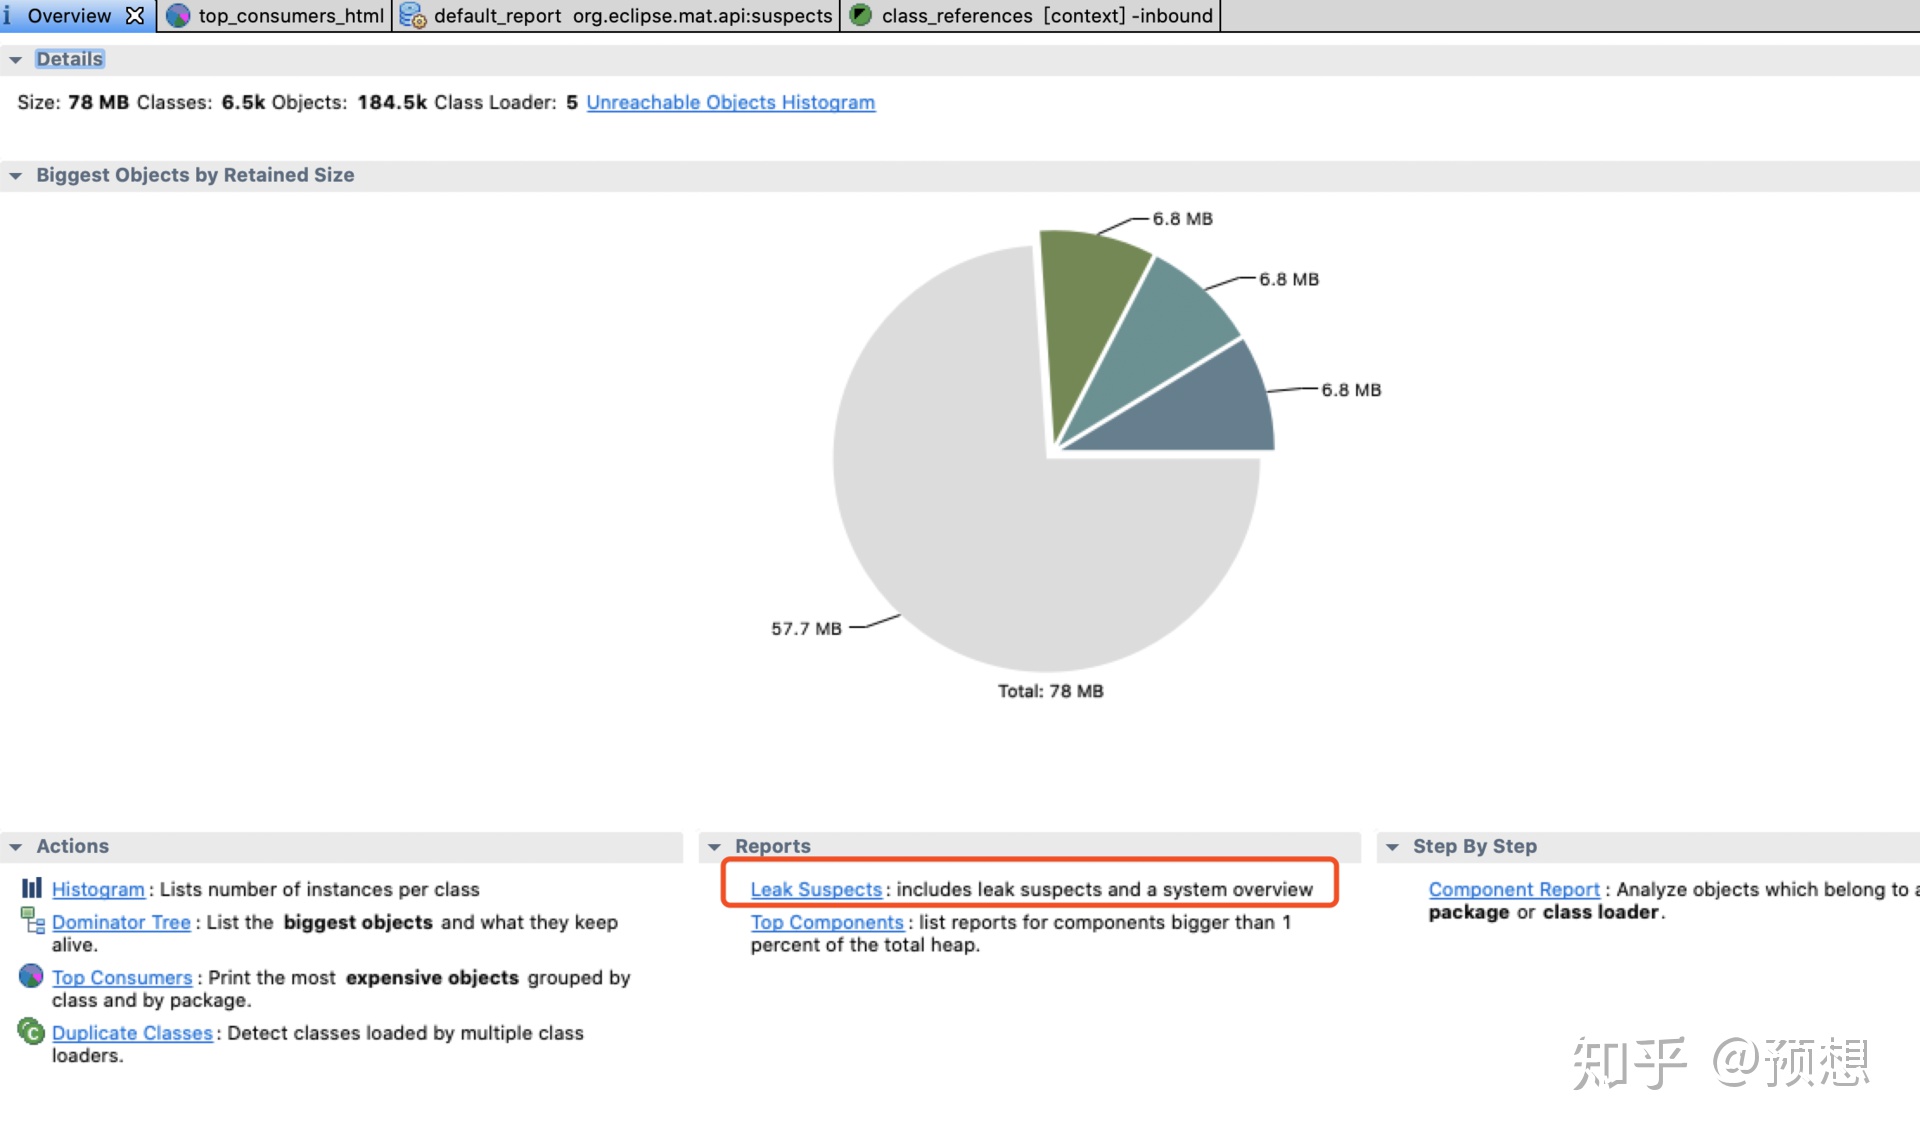 i Overview top_consumers_html default_report org.eclipse.mat.api:suspects class_references [context] -inbound
Details
Size: 78 MB Classes: 6.5k Objects: 184.5k Class Loader: 5 Unreachable Objects Histogram
Biggest Objects by Retained Size
6.8 MB
6.8 MB
6.8 MB
57.7 MB
Total: 78 MB
Actions
Histogram: Lists number of instances per class
Dominator Tree: List the biggest objects and what they keep
alive.
Top Consumers: Print the most expensive objects grouped by
class and by package.
Duplicate Classes: Detect classes loaded by multiple class
loaders.
Reports
Leak Suspects: includes leak suspects and a system overview
Top Components: list reports for components bigger than 1
percent of the total heap.
Step By Step
Component Report: Analyze objects which belong to a
package or class loader.
知乎 @预想